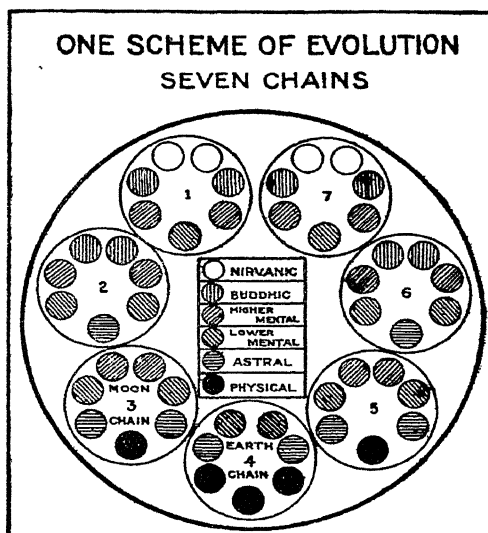 ONE SCHEME OF EVOLUTION
SEVEN CHAINS
1
7
2
6
NIRVANIC
BUDDHIC
HIGHER
MENTAL
LOWER
MENTAL
ASTRAL
PHYSICAL
MOON
3
CHAIN
5
EARTH
4
CHAIN